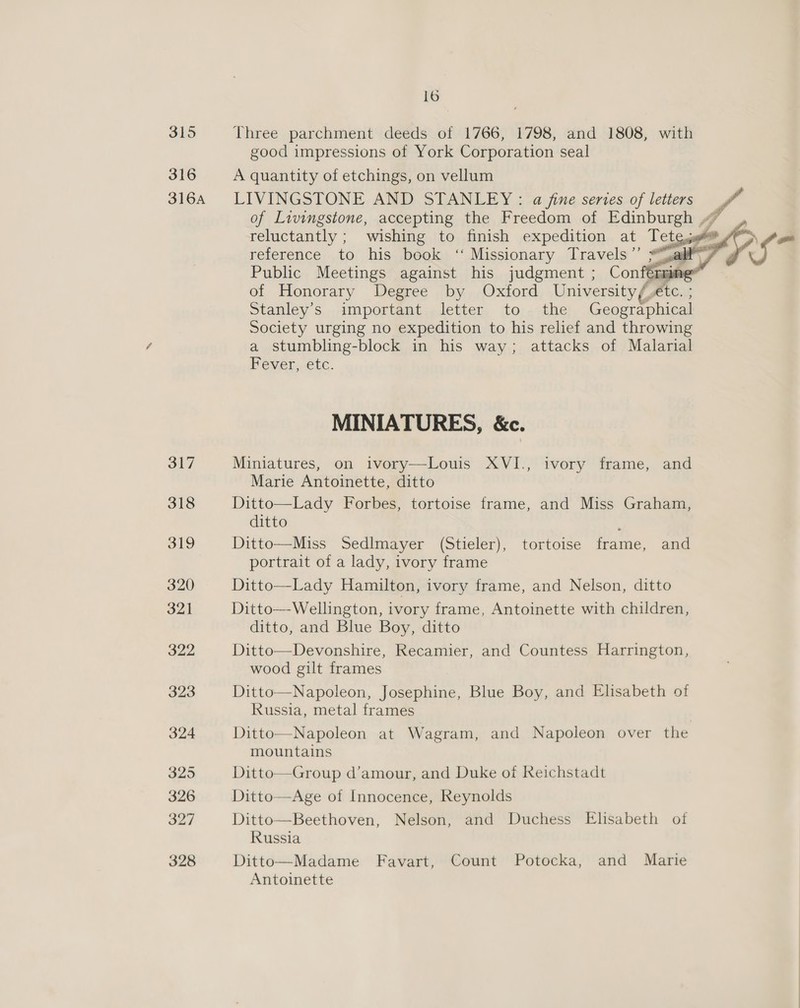 16
315 Three parchment deeds of 1766, 1798, and 1808, with
good impressions of York Corporation seal
316 A quantity of etchings, on vellum
316A LIVINGSTONE AND STANLEY : a fine series of letters
of Livingstone, accepting the Freedom of Edinburgh
reluctantly ; wishing to finish expedition at Tete ;
reference to his book “ Missionary Travels ” ;
Public Meetings against his judgment ; Conferring
of Honorary Degree by Oxford University, etc. ;
Stanley’s important letter to the Geographical
Society urging no expedition to his relief and throwing
a stumbling-block in his way ; attacks of Malarial
Fever, etc.
MINIATURES, &c.
317 Miniatures, on ivory—Louis XVI., ivory frame, and
Marie Antoinette, ditto
318 Ditto—Lady Forbes, tortoise frame, and Miss Graham,
ditto
319 Ditto—Miss Sedlmayer (Stieler), tortoise frame, and
portrait of a lady, ivory frame
320 Ditto—Lady Hamilton, ivory frame, and Nelson, ditto
321 Ditto—Wellington, ivory frame, Antoinette with children,
ditto, and Blue Boy, ditto
322 Ditto—Devonshire, Recamier, and Countess Harrington,
wood gilt frames
323 Ditto—Napoleon, Josephine, Blue Boy, and Elisabeth of
Russia, metal frames
324 Ditto—Napoleon at Wagram, and Napoleon over the
mountains
325 Ditto—Group d’amour, and Duke of Reichstadt
326 Ditto—Age of Innocence, Reynolds
327 Ditto—Beethoven, Nelson, and Duchess Elisabeth of
Russia
328 Ditto—Madame Favart, Count Potocka, and Marie
Antoinette